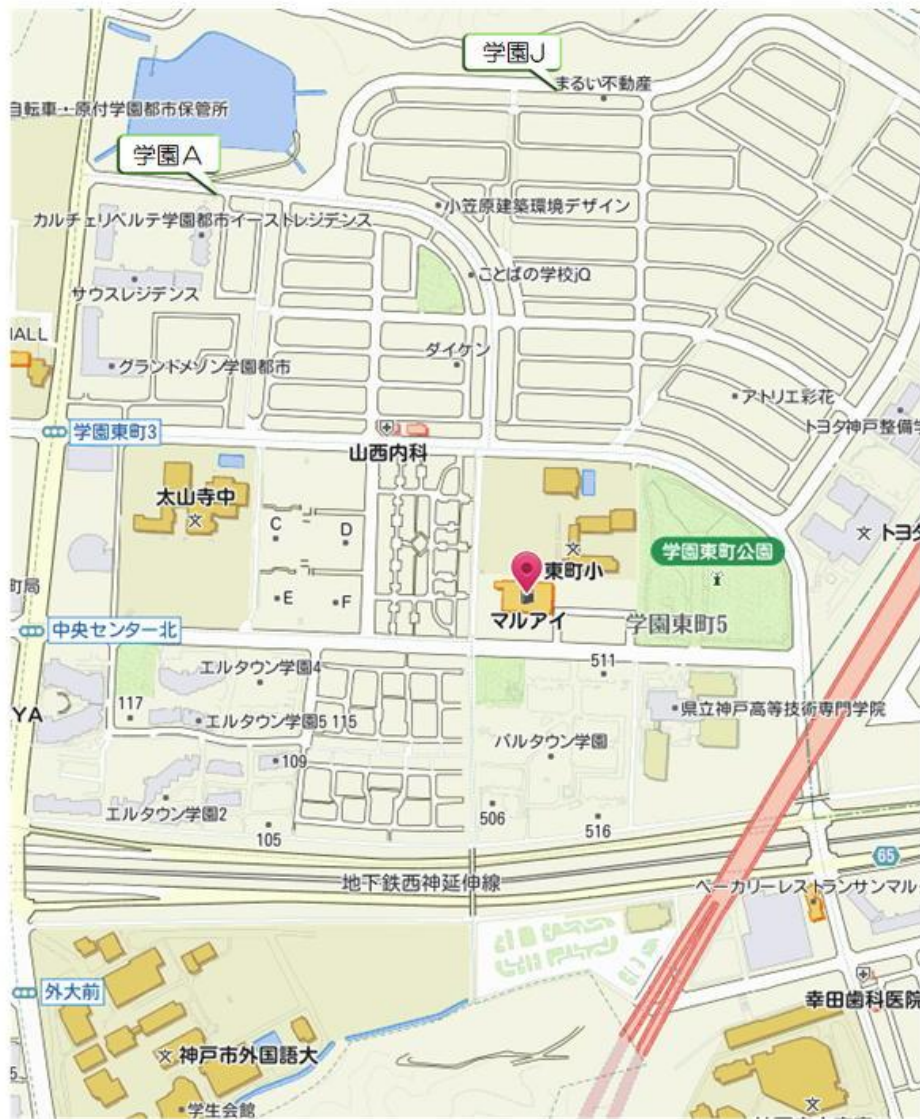 学園J
まるい不動産
自転車・原付学園都市保管所
学園A
小笠原建築環境デザイン
カルチェリベルテ学園都市イーストレジデンス
ことばの学校jQ
サウスレジデンス
HALL
ダイケン
グランドメゾン学園都市
アトリエ彩花
トヨタ神戸整備学
学園東町3
山西内科
太山寺中
C
D
トヨタ
学園東町公園
東町小
町局
E
F
マルアイ
学園東町5
中央センター北
エルタウン学園4
511
117
YA
エルタウン学園5 115
県立神戸高等技術専門学院
バルタウン学園
109
エルタウン学園2
506
516
105
65
地下鉄西神延伸線
ベーカリーレストランサンマルク
外大前
幸田歯科医院
神戸市外国語大
5
学生会館